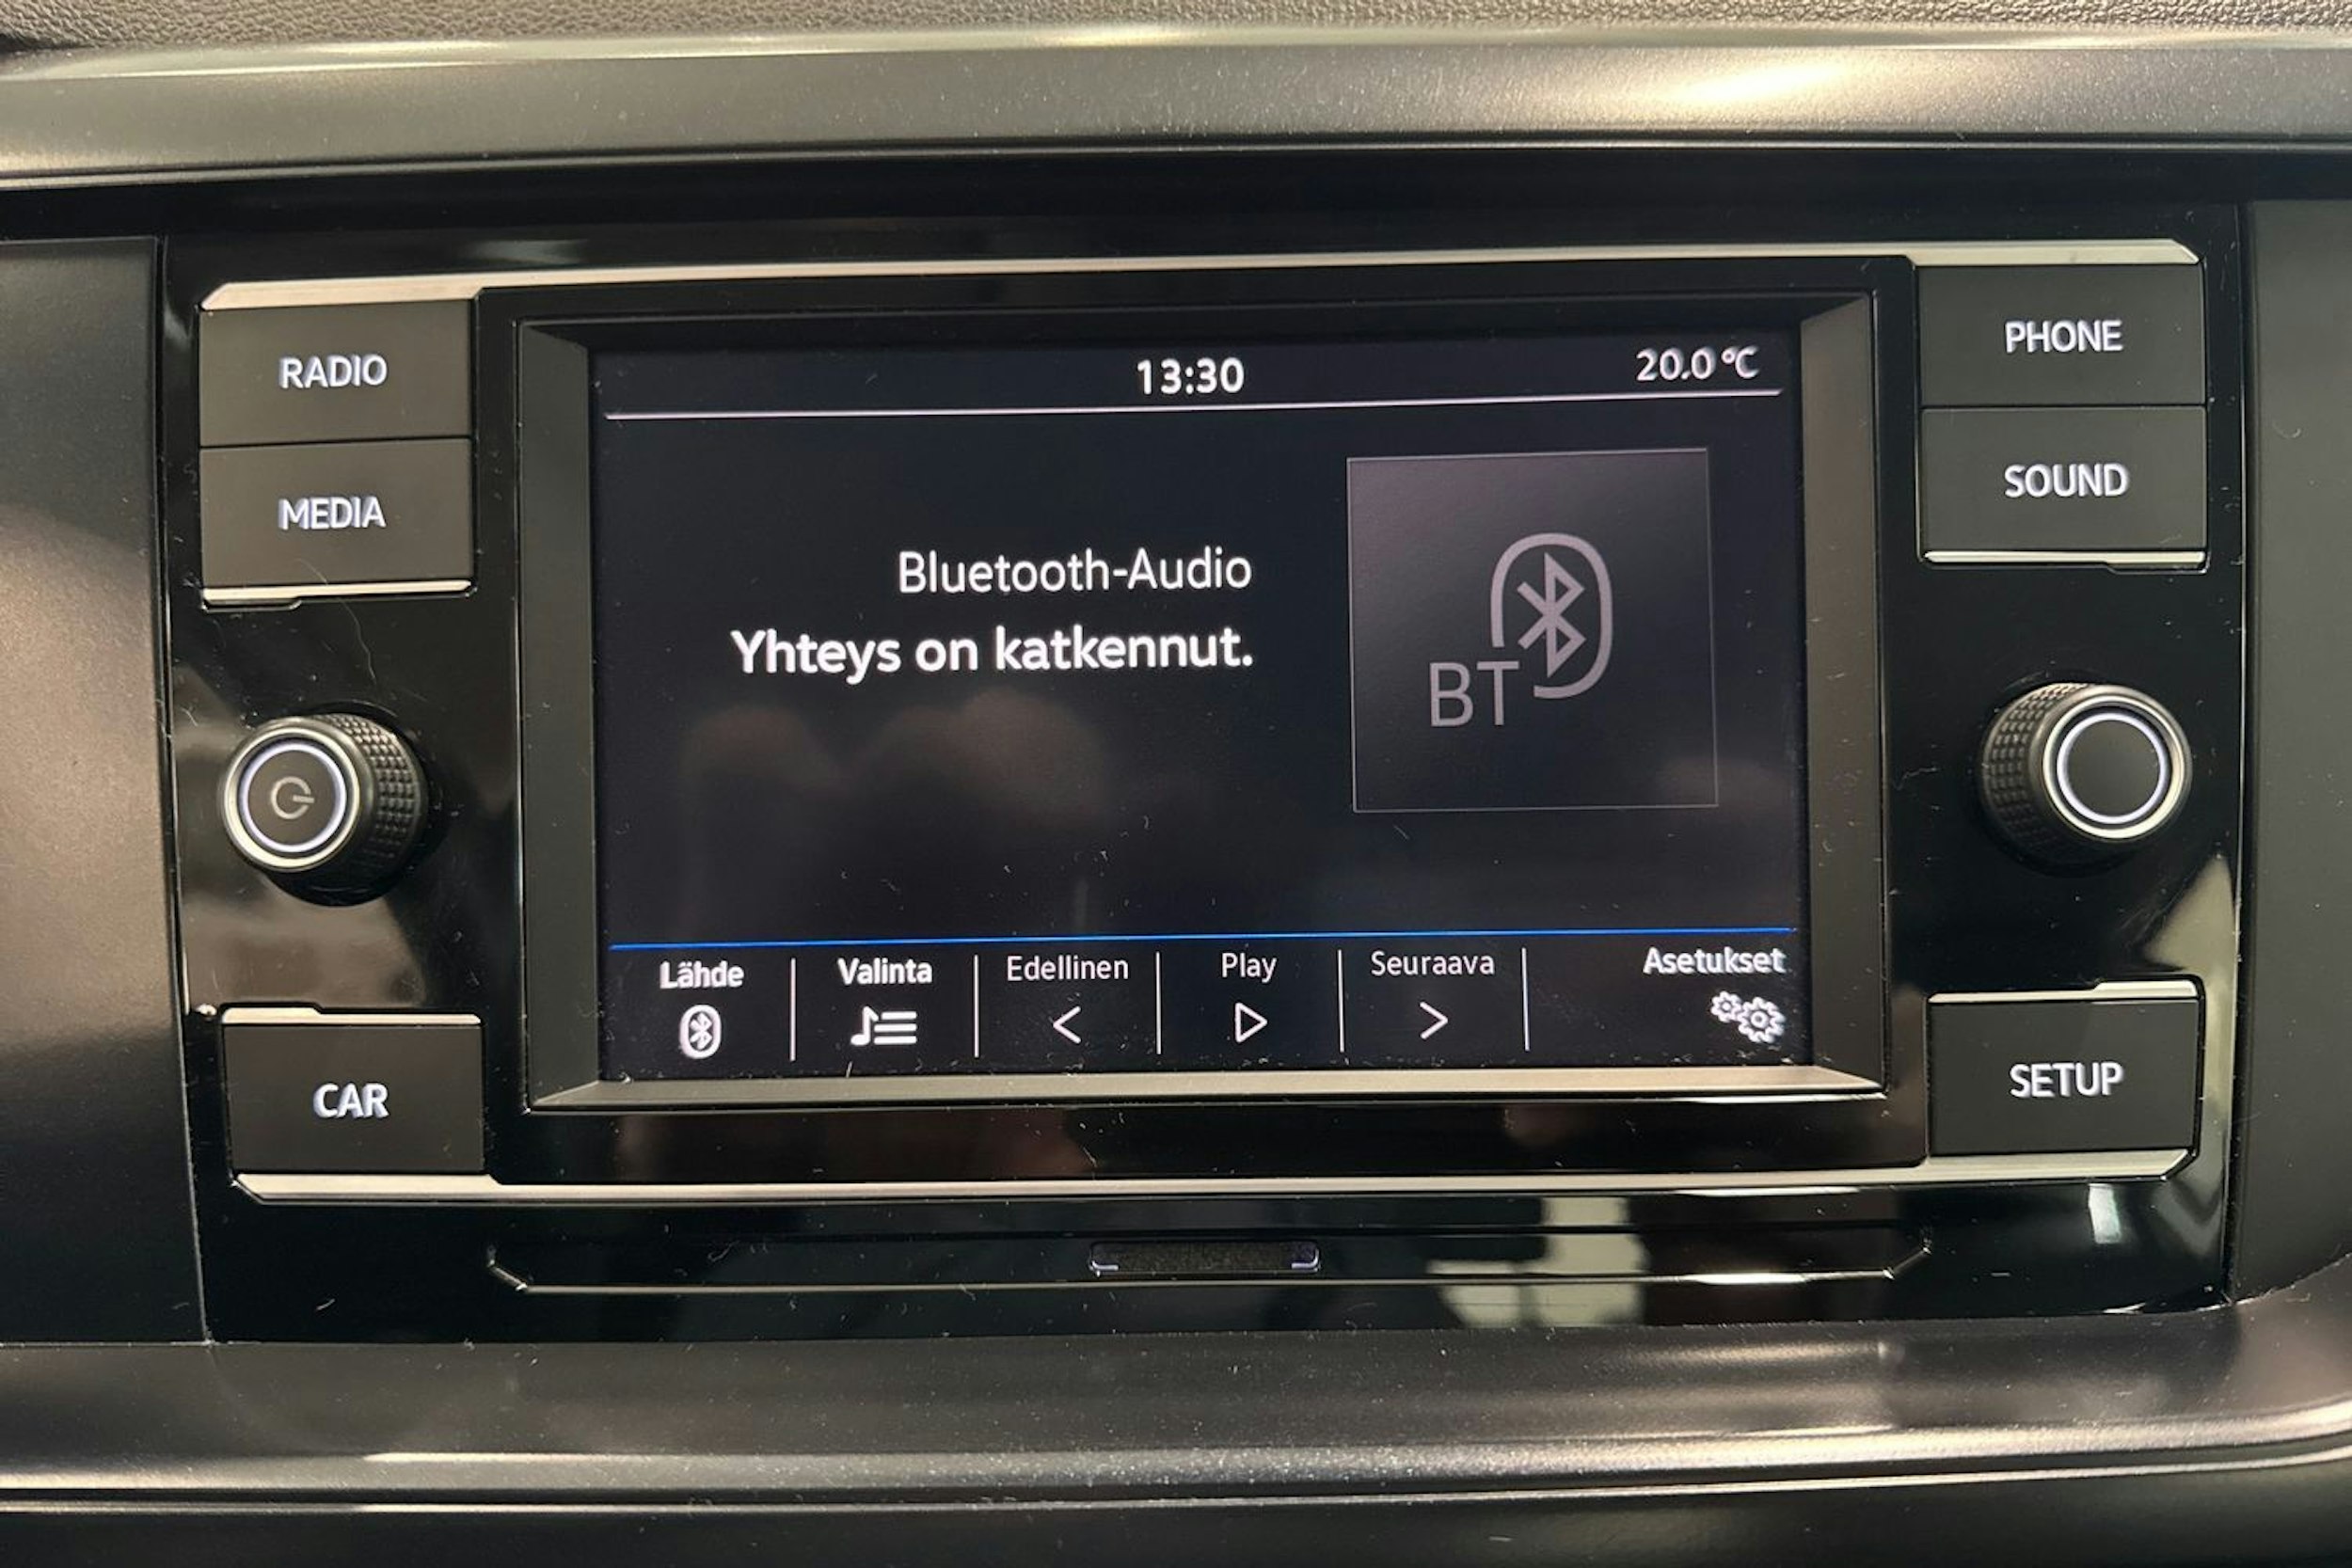 RADIO
MEDIA
CAR
13:30
20.0 °C
Bluetooth-Audio
Yhteys on katkennut.
BT
Lähde
Valinta
Edellinen
Play
Seuraava
Asetukset
PHONE
SOUND
SETUP